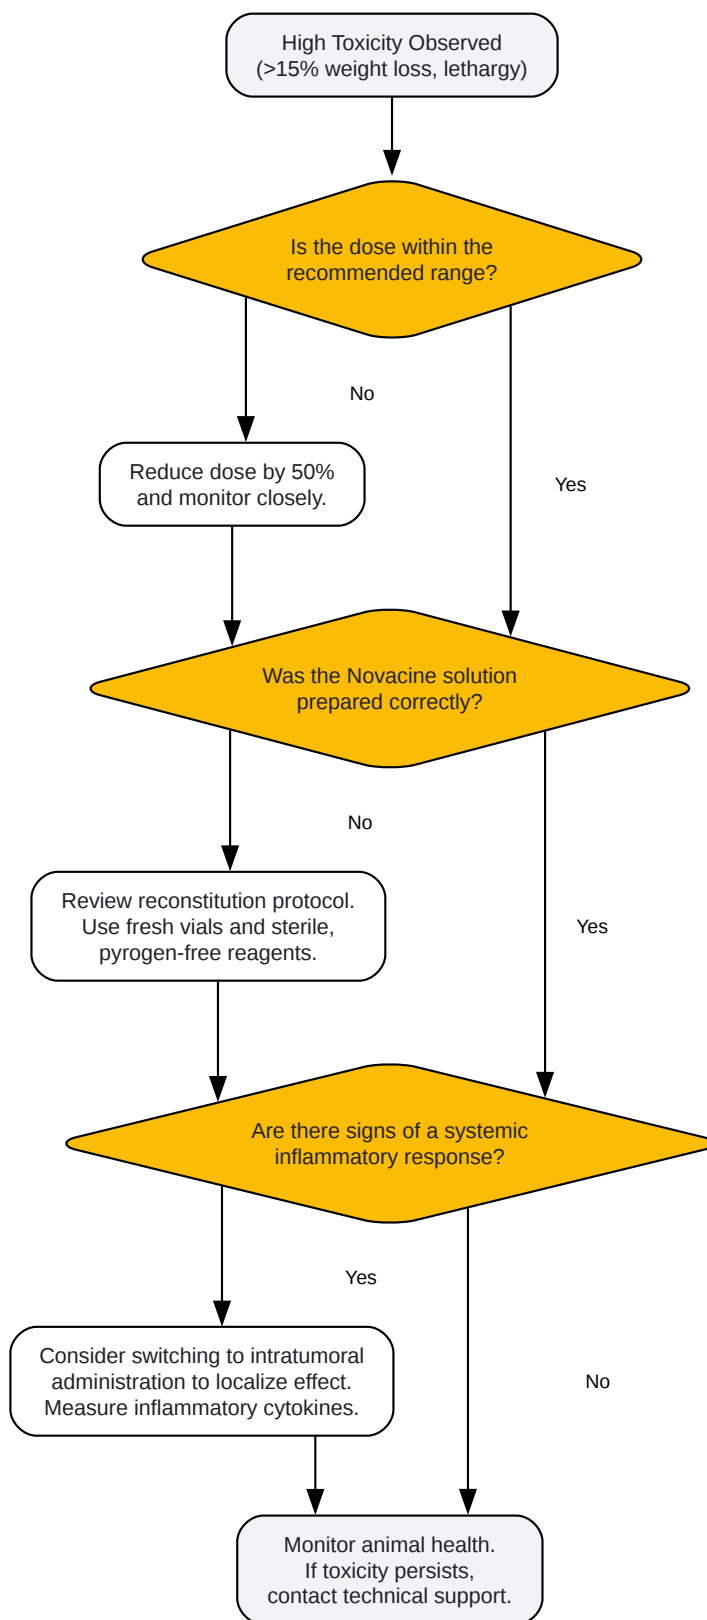 High Toxicity Observed
(>15% weight loss, lethargy)
Is the dose within the
recommended range?
No
Reduce dose by 50%
and monitor closely.
Yes
Was the Novacine solution
prepared correctly?
No
Review reconstitution protocol.
Use fresh vials and sterile,
pyrogen-free reagents.
Yes
Are there signs of a systemic
inflammatory response?
Yes
Consider switching to intratumoral
administration to localize effect.
Measure inflammatory cytokines.
No
Monitor animal health.
If toxicity persists,
contact technical support.